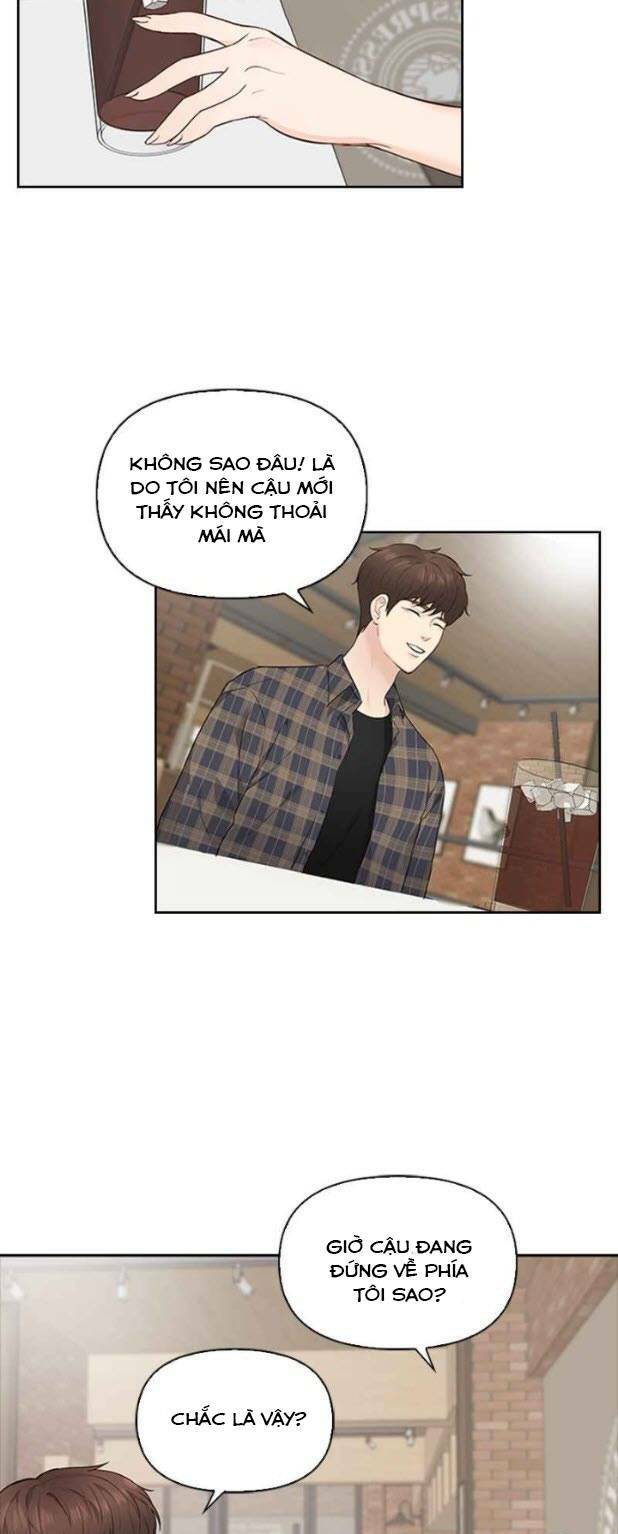 ESPRESS
KHÔNG SAO ĐÂU! LÀ
DO TÔI NÊN CẬU MỚI
THẤY KHÔNG THOẢI
MÁI MÀ
GIỜ CẬU ĐANG
ĐỨNG VỀ PHÍA
TÔI SAO?
CHẮC LÀ VẬY?